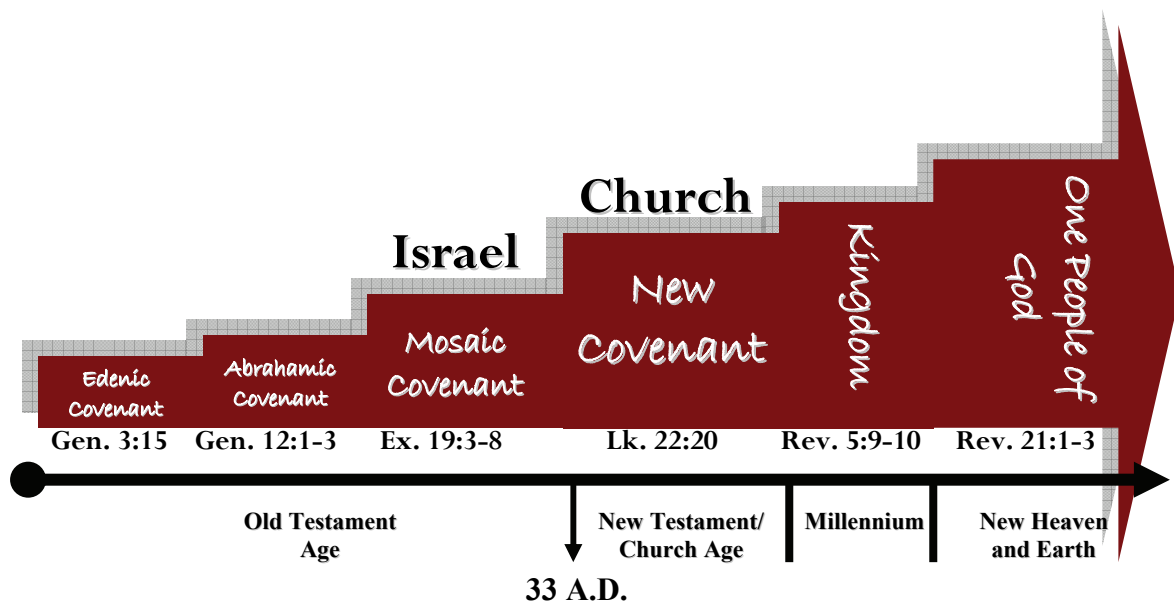 Church
Israel
Edenic
Covenant
Abrahamic
Covenant
Mosaic
Covenant
New
Covenant
Kingdom
One People of
God
Gen. 3:15
Gen. 12:1-3
Ex. 19:3-8
Lk. 22:20
Rev. 5:9-10
Rev. 21:1-3
Old Testament
Age
New Testament/
Church Age
Millennium
New Heaven
and Earth
33 A.D.